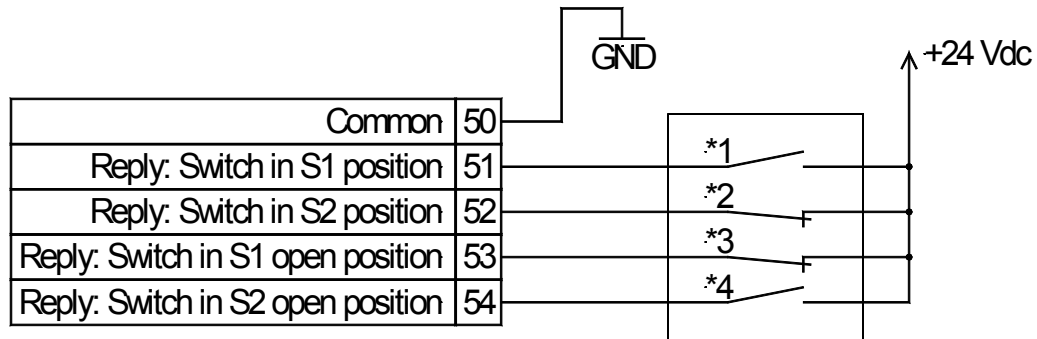 GND
+24 Vdc
Common 50
Reply: Switch in S1 position 51
Reply: Switch in S2 position 52
Reply: Switch in S1 open position 53
Reply: Switch in S2 open position 54
*1
*2
*3
*4